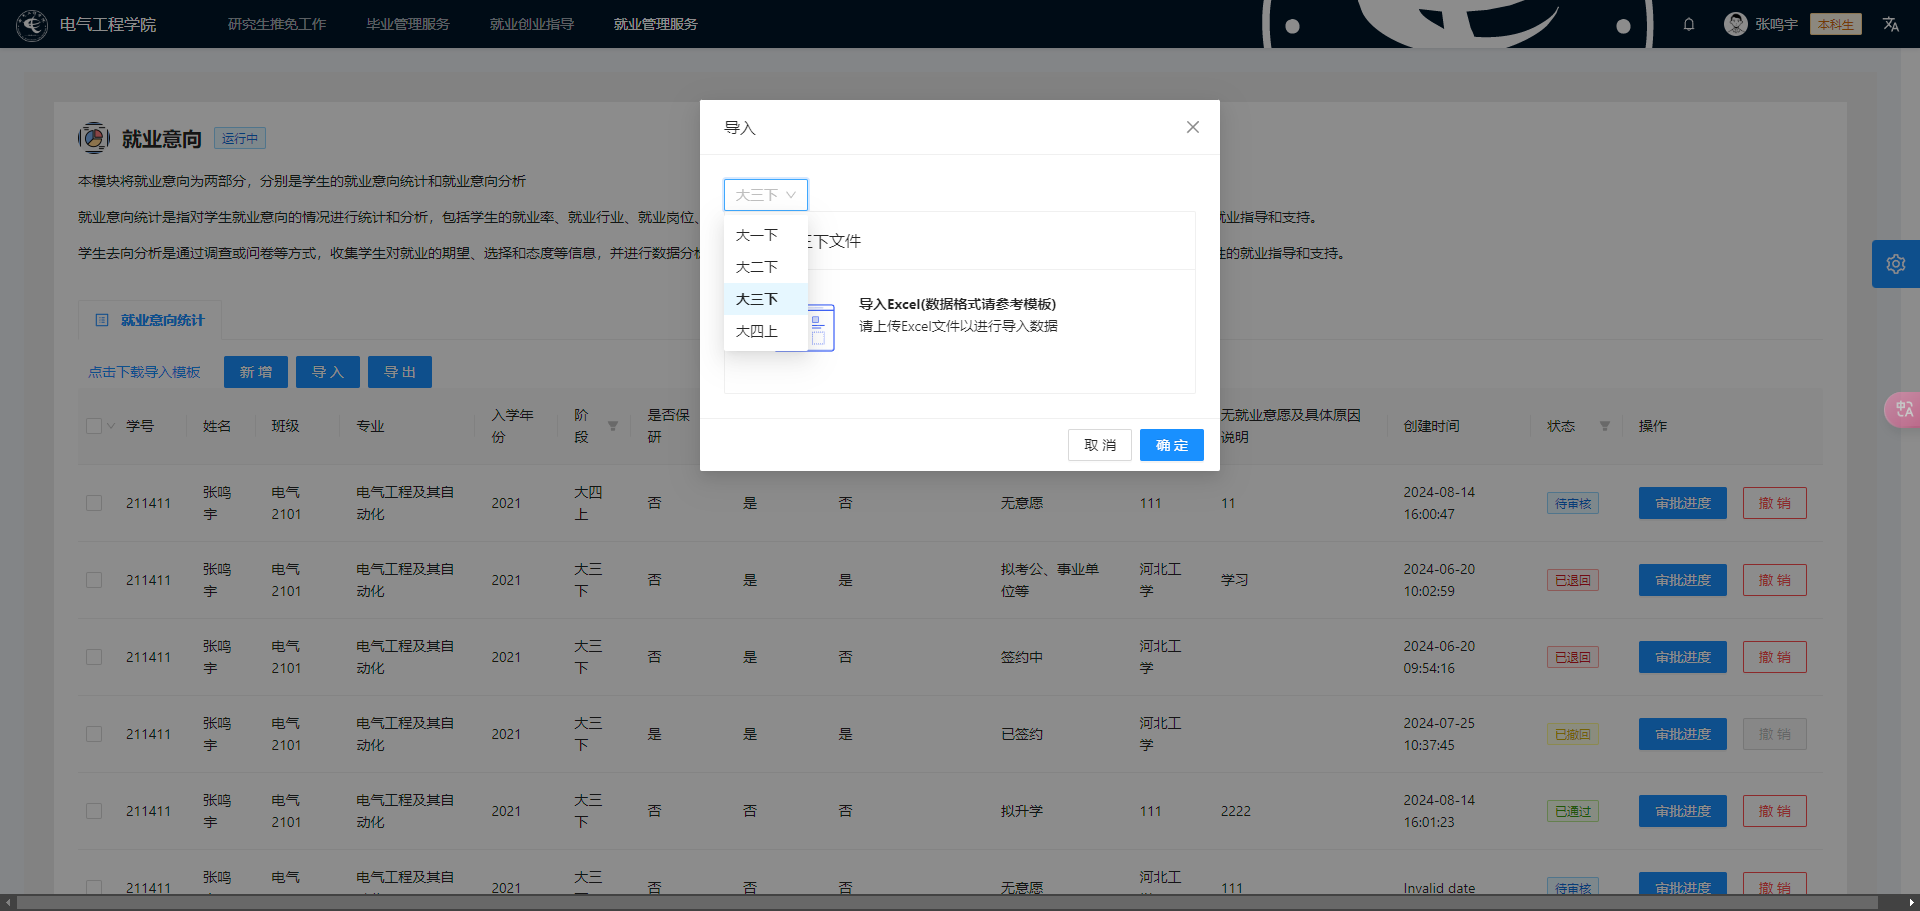 电气工程学院
研究生推免工作
毕业管理服务
就业创业指导
就业管理服务
张鸣宇
本科生
就业意向
运行中
本模块将就业意向为两部分，分别是学生的就业意向统计和就业意向分析
就业意向统计是指对学生就业意向的情况进行统计和分析，包括学生的就业率、就业行业、就业岗位、
业指导和支持。
学生去向分析是通过调查或问卷等方式，收集学生对就业的期望、选择和态度等信息，并进行数据分
的就业指导和支持。
就业意向统计
点击下载导入模板
新 增
导 入
导 出
导入
大三下
大一下
大二下
大三下
大四上
三下文件
导入Excel(数据格式请参考模板)
请上传Excel文件以进行导入数据
取 消
确 定
学号 姓名 班级 专业 入学年份 阶段 是否保研 无就业意愿及具体原因说明 创建时间 状态 操作
211411 张鸣宇 电气2101 电气工程及其自动化 2021 大四上 否 是 否 无意愿 111 11 2024-08-14 16:00:47 待审核 审批进度 撤 销
211411 张鸣宇 电气2101 电气工程及其自动化 2021 大三下 否 是 是 拟考公、事业单位等 河北工学 学习 2024-06-20 10:02:59 已退回 审批进度 撤 销
211411 张鸣宇 电气2101 电气工程及其自动化 2021 大三下 否 是 否 签约中 河北工学 2024-06-20 09:54:16 已退回 审批进度 撤 销
211411 张鸣宇 电气2101 电气工程及其自动化 2021 大三下 是 是 是 已签约 河北工学 2024-07-25 10:37:45 已撤回 审批进度 撤 销
211411 张鸣宇 电气2101 电气工程及其自动化 2021 大三下 否 否 否 拟升学 111 2222 2024-08-14 16:01:23 已通过 审批进度 撤 销
211411 张鸣 电气 电气工程及其自 2021 大三 否 否 否 无意愿 河北工 111 Invalid date 待审核 审批进度 撤 销